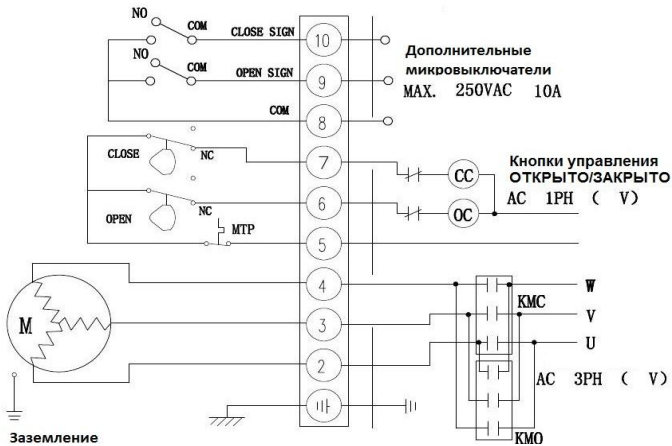 NO
COM
CLOSE SIGN
10
NO
COM
OPEN SIGN
9
Дополнительные
микровыключатели
MAX. 250VAC 10A
COM
8
CLOSE
NC
7
CC
Кнопки управления
ОТКРЫТО/ЗАКРЫТО
AC 1PH ( V)
OPEN
NC
6
OC
MTP
5
4
W
KMC
M
3
V
2
U
AC 3PH ( V)
Заземление
KMO